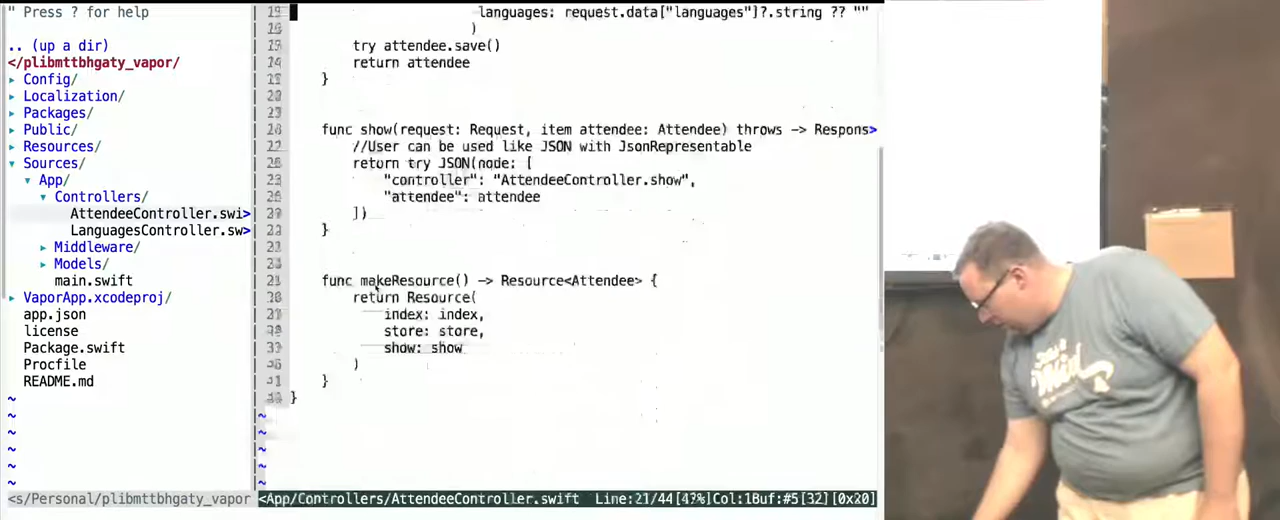 " Press ? for help
.. (up a dir)
</plibmttbhgaty_vapor/
▸ Config/
▸ Localization/
▸ Packages/
▸ Public/
▸ Resources/
▾ Sources/
▾ App/
▾ Controllers/
AttendeeController.swi>
LanguagesController.sw>
▸ Middleware/
▸ Models/
main.swift
▸ VaporApp.xcodeproj/
app.json
license
Package.swift
Procfile
README.md
~
~
~
~
~
~
<s/Personal/plibmttbhgaty_vapor
languages: request.data["languages"]?.string ?? ""
)
try attendee.save()
return attendee
}
func show(request: Request, item attendee: Attendee) throws -> Respons>
//User can be used like JSON with JsonRepresentable
return try JSON(node: [
"controller": "AttendeeController.show",
"attendee": attendee
])
}
func makeResource() -> Resource<Attendee> {
return Resource(
index: index,
store: store,
show: show
)
}
}
~
~
~
~
~
<App/Controllers/AttendeeController.swift Line:21/44[47%]Col:1Buf:#5[32][0x20]